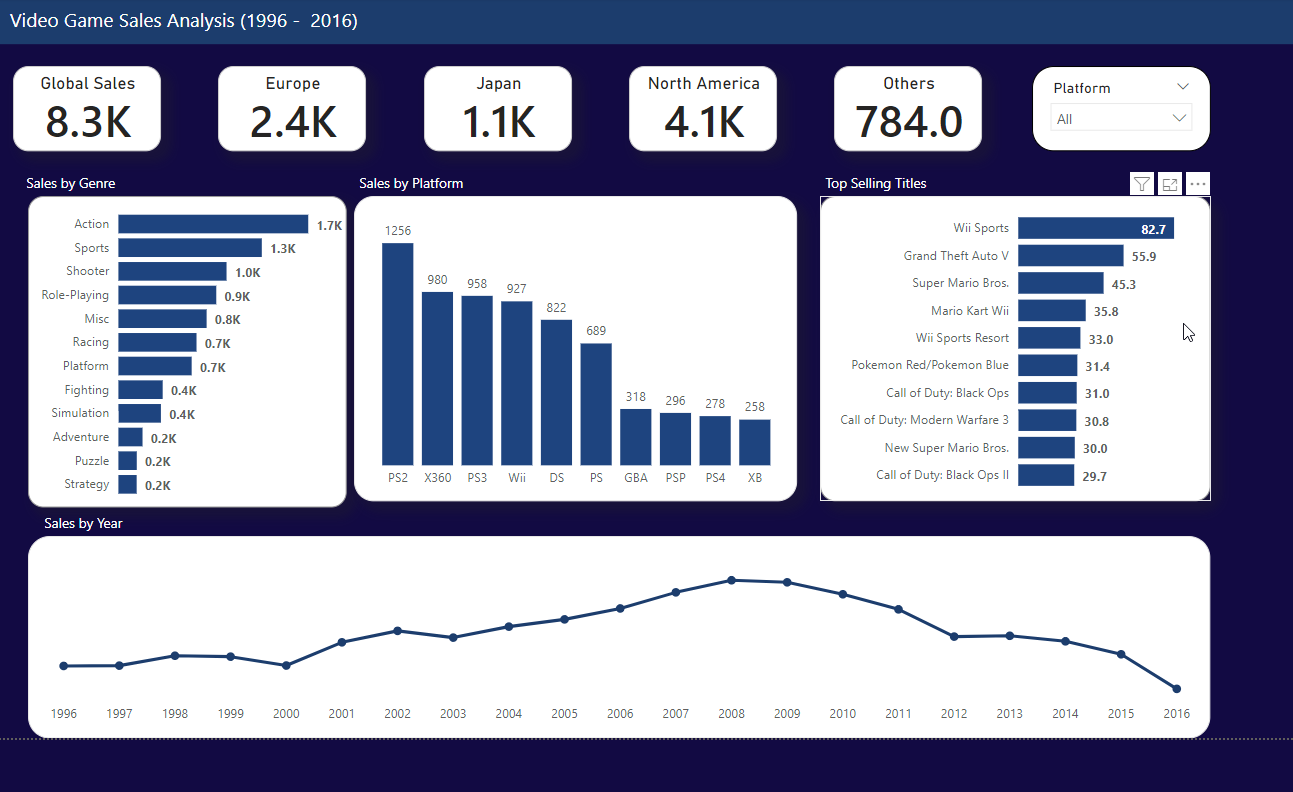 Video Game Sales Analysis (1996 -  2016)
Global Sales
8.3K
Europe
2.4K
Japan
1.1K
North America
4.1K
Others
784.0
Platform
All
Sales by Genre
Action 1.7K
Sports 1.3K
Shooter 1.0K
Role-Playing 0.9K
Misc 0.8K
Racing 0.7K
Platform 0.7K
Fighting 0.4K
Simulation 0.4K
Adventure 0.2K
Puzzle 0.2K
Strategy 0.2K
Sales by Platform
1256 980 958 927 822 689 318 296 278 258
PS2 X360 PS3 Wii DS PS GBA PSP PS4 XB
Top Selling Titles
Wii Sports 82.7
Grand Theft Auto V 55.9
Super Mario Bros. 45.3
Mario Kart Wii 35.8
Wii Sports Resort 33.0
Pokemon Red/Pokemon Blue 31.4
Call of Duty: Black Ops 31.0
Call of Duty: Modern Warfare 3 30.8
New Super Mario Bros. 30.0
Call of Duty: Black Ops II 29.7
Sales by Year
1996 1997 1998 1999 2000 2001 2002 2003 2004 2005 2006 2007 2008 2009 2010 2011 2012 2013 2014 2015 2016